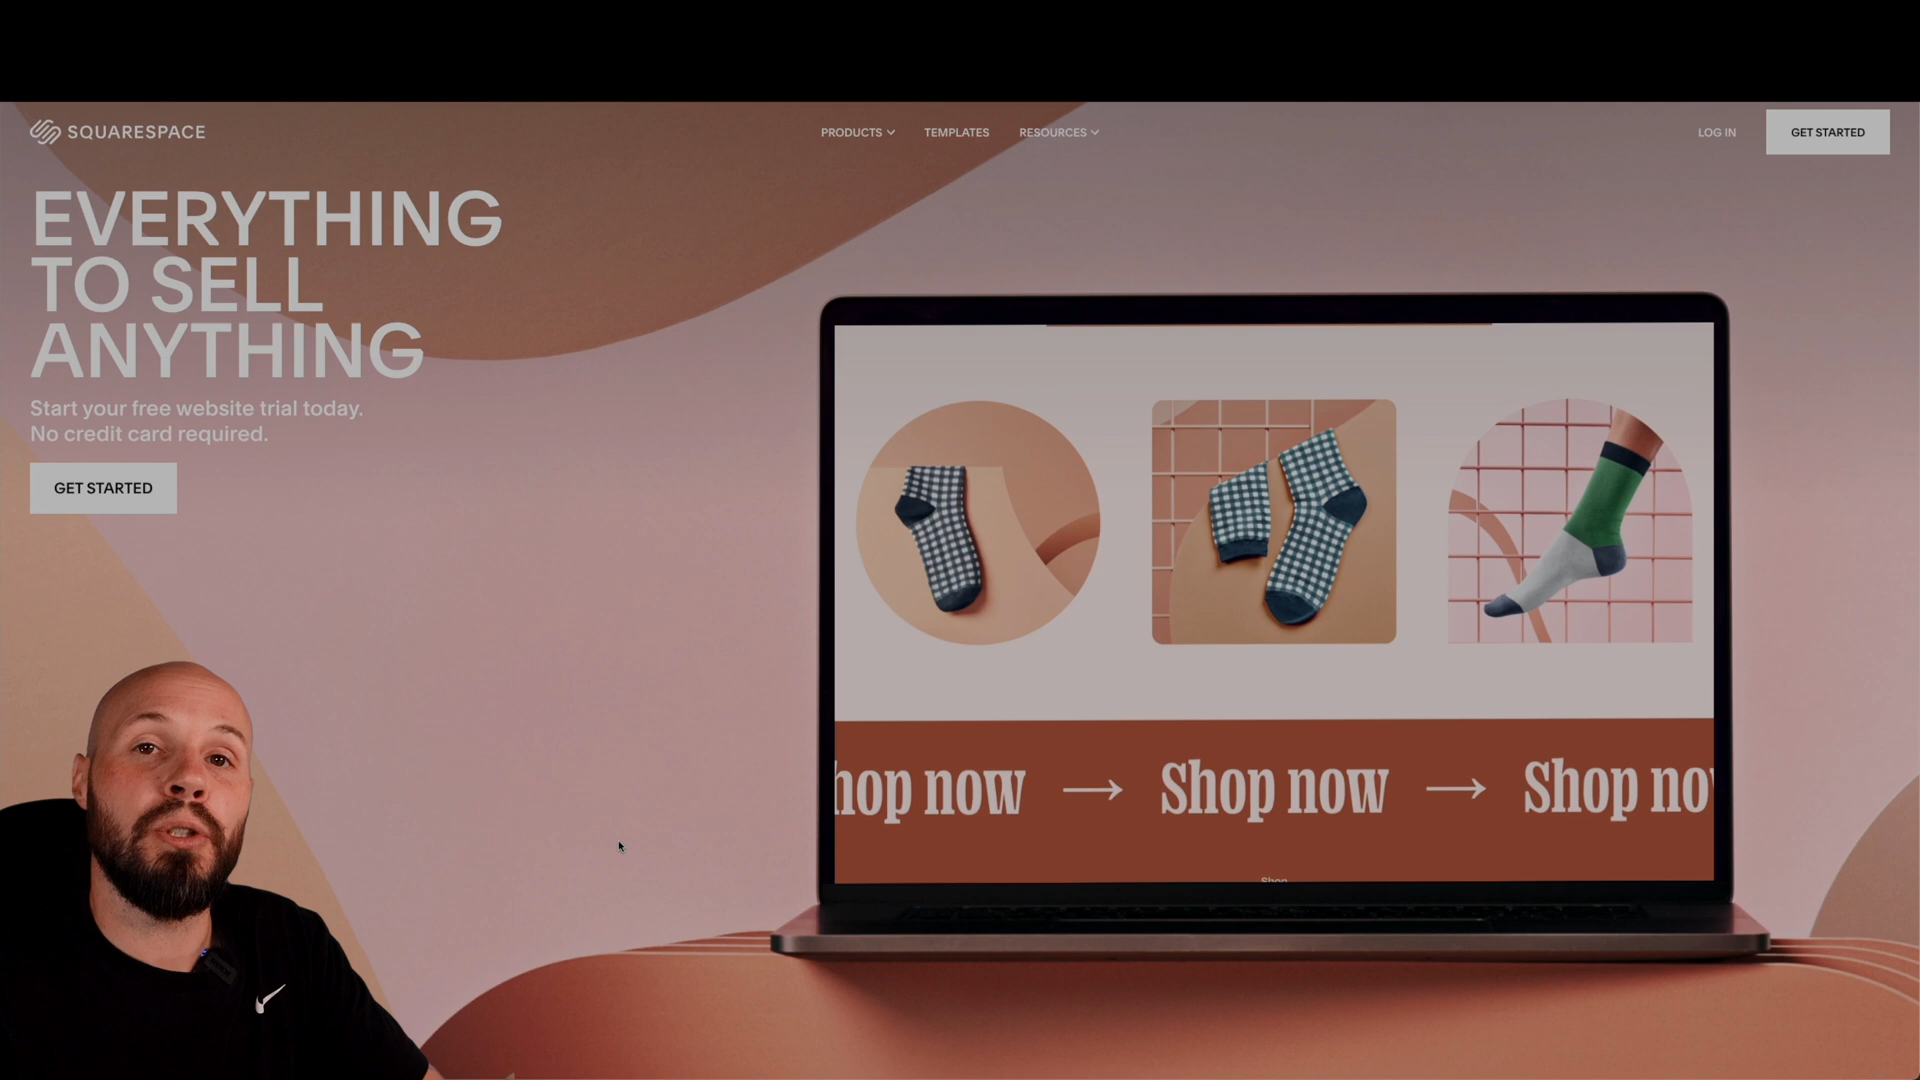 SQUARESPACE
PRODUCTS
TEMPLATES
RESOURCES
LOG IN
GET STARTED
EVERYTHING
TO SELL
ANYTHING
Start your free website trial today.
No credit card required.
GET STARTED
hop now → Shop now → Shop no
Shop